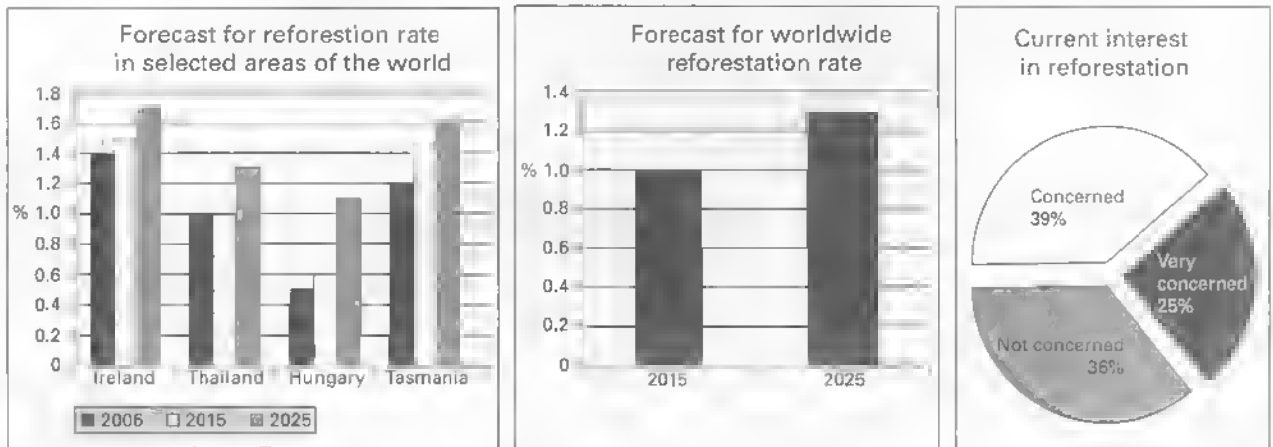 Forecast for reforestion rate
in selected areas of the world
1.8
1.6
1.4
1.2
%
1.0
0.8
0.6
0.4
0.2
0
Ireland Thailand Hungary Tasmania
2006 2015 2025
Forecast for worldwide
reforestation rate
1.4
1.2
% 1.0
0.8
0.6
0.4
0.2
0
2015 2025
Current interest
in reforestation
Concerned
39%
Very
concerned
25%
Not concerned
36%